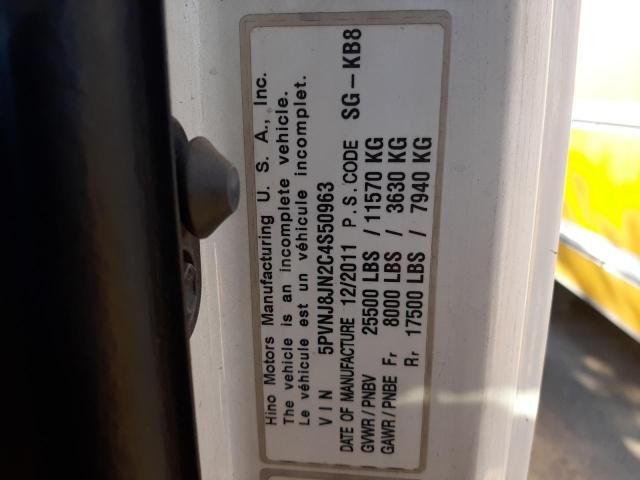 Hino Motors Manufacturing U. S. A., Inc.
The vehicle is an incomplete vehicle.
Le véhicule est un véhicule incomplet.
VIN 5PVNJ8JN2C4S50963
DATE OF MANUFACTURE 12/2011 P.S.CODE SG-KB8
GVWR/PNBV 25500 LBS /11570 KG
GAWR/PNBE Fr 8000 LBS / 3630 KG
Rr 17500 LBS / 7940 KG